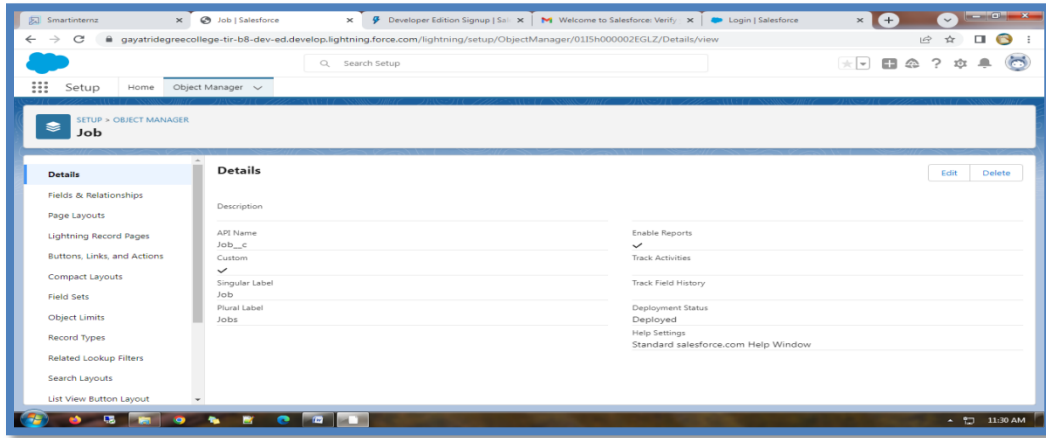 Smartinternz
Job | Salesforce
Developer Edition Signup | Sal
Welcome to Salesforce: Verify
Login | Salesforce
gayatridegreecollege-tir-b8-dev-ed.develop.lightning.force.com/lightning/setup/ObjectManager/01I5h000002EGLZ/Details/view
Search Setup
Setup Home Object Manager
SETUP > OBJECT MANAGER
Job
Details
Fields & Relationships
Page Layouts
Lightning Record Pages
Buttons, Links, and Actions
Compact Layouts
Field Sets
Object Limits
Record Types
Related Lookup Filters
Search Layouts
List View Button Layout
Details
Edit Delete
Description
API Name
Job__c
Custom
Singular Label
Job
Plural Label
Jobs
Enable Reports
Track Activities
Track Field History
Deployment Status
Deployed
Help Settings
Standard salesforce.com Help Window
11:30 AM